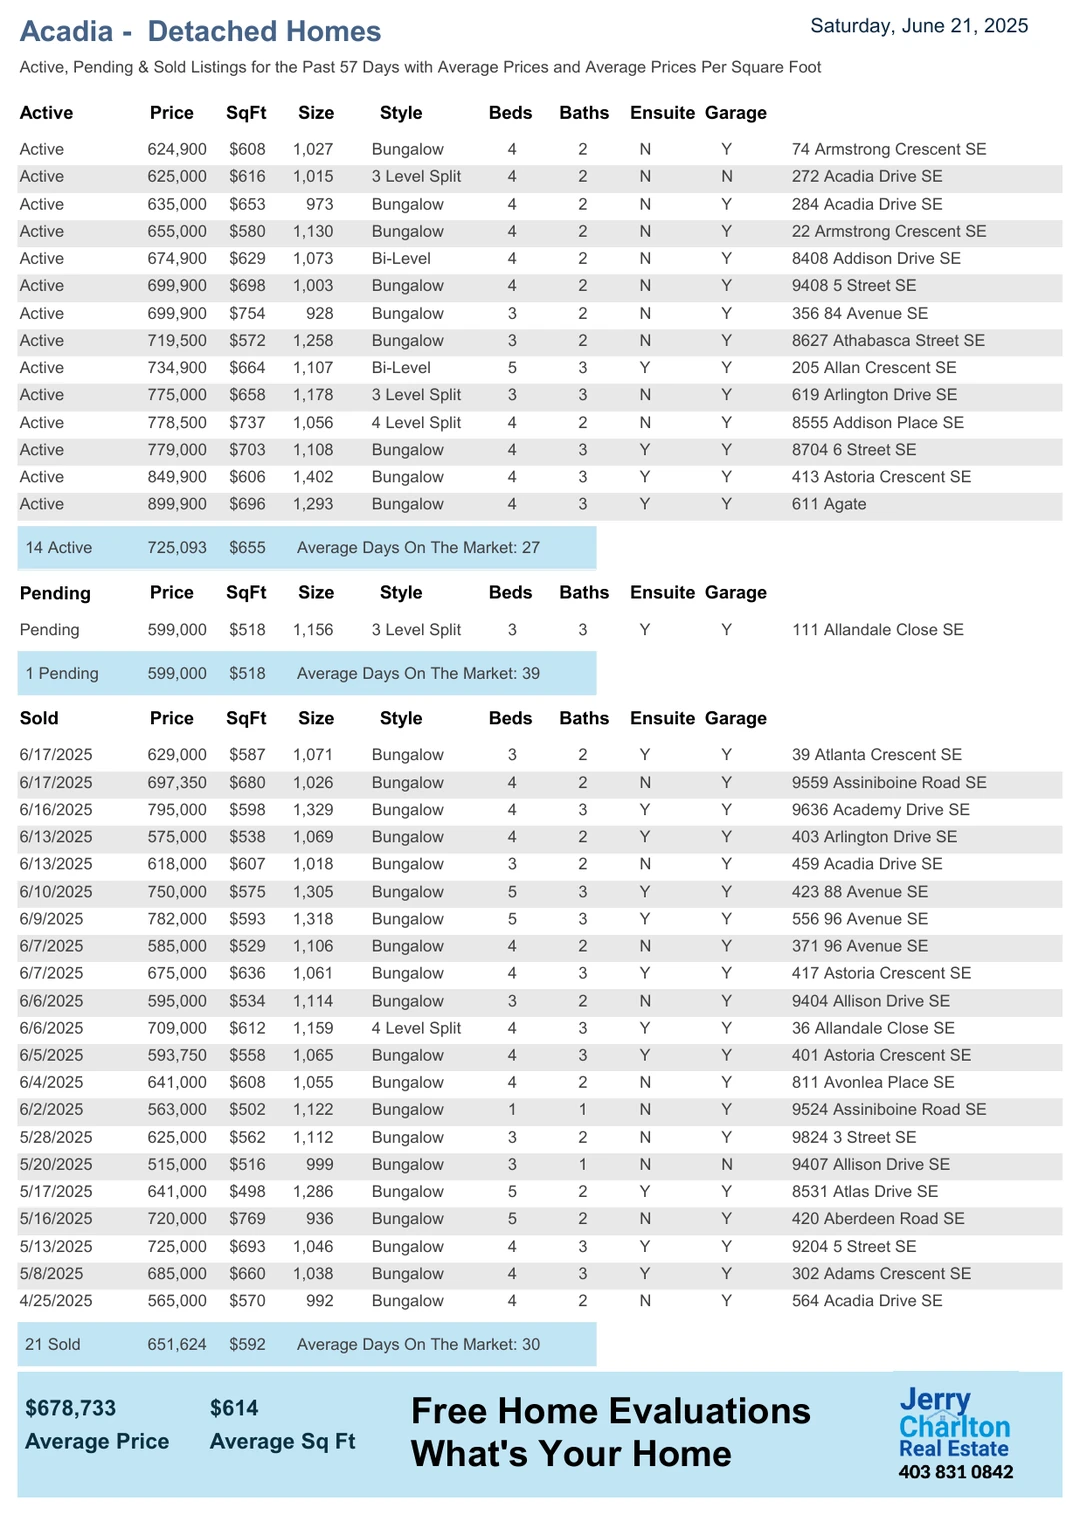 Acadia - Detached Homes
Saturday, June 21, 2025
Active, Pending & Sold Listings for the Past 57 Days with Average Prices and Average Prices Per Square Foot
Active Price SqFt Size Style Beds Baths Ensuite Garage
Active 624,900 $608 1,027 Bungalow 4 2 N Y 74 Armstrong Crescent SE
Active 625,000 $616 1,015 3 Level Split 4 2 N N 272 Acadia Drive SE
Active 635,000 $653 973 Bungalow 4 2 N Y 284 Acadia Drive SE
Active 655,000 $580 1,130 Bungalow 4 2 N Y 22 Armstrong Crescent SE
Active 674,900 $629 1,073 Bi-Level 4 2 N Y 8408 Addison Drive SE
Active 699,900 $698 1,003 Bungalow 4 2 N Y 9408 5 Street SE
Active 699,900 $754 928 Bungalow 3 2 N Y 356 84 Avenue SE
Active 719,500 $572 1,258 Bungalow 3 2 N Y 8627 Athabasca Street SE
Active 734,900 $664 1,107 Bi-Level 5 3 Y Y 205 Allan Crescent SE
Active 775,000 $658 1,178 3 Level Split 3 3 N Y 619 Arlington Drive SE
Active 778,500 $737 1,056 4 Level Split 4 2 N Y 8555 Addison Place SE
Active 779,000 $703 1,108 Bungalow 4 3 Y Y 8704 6 Street SE
Active 849,900 $606 1,402 Bungalow 4 3 Y Y 413 Astoria Crescent SE
Active 899,900 $696 1,293 Bungalow 4 3 Y Y 611 Agate
14 Active 725,093 $655 Average Days On The Market: 27
Pending Price SqFt Size Style Beds Baths Ensuite Garage
Pending 599,000 $518 1,156 3 Level Split 3 3 Y Y 111 Allandale Close SE
1 Pending 599,000 $518 Average Days On The Market: 39
Sold Price SqFt Size Style Beds Baths Ensuite Garage
6/17/2025 629,000 $587 1,071 Bungalow 3 2 Y Y 39 Atlanta Crescent SE
6/17/2025 697,350 $680 1,026 Bungalow 4 2 N Y 9559 Assiniboine Road SE
6/16/2025 795,000 $598 1,329 Bungalow 4 3 Y Y 9636 Academy Drive SE
6/13/2025 575,000 $538 1,069 Bungalow 4 2 Y Y 403 Arlington Drive SE
6/13/2025 618,000 $607 1,018 Bungalow 3 2 N Y 459 Acadia Drive SE
6/10/2025 750,000 $575 1,305 Bungalow 5 3 Y Y 423 88 Avenue SE
6/9/2025 782,000 $593 1,318 Bungalow 5 3 Y Y 556 96 Avenue SE
6/7/2025 585,000 $529 1,106 Bungalow 4 2 N Y 371 96 Avenue SE
6/7/2025 675,000 $636 1,061 Bungalow 4 3 Y Y 417 Astoria Crescent SE
6/6/2025 595,000 $534 1,114 Bungalow 3 2 N Y 9404 Allison Drive SE
6/6/2025 709,000 $612 1,159 4 Level Split 4 3 Y Y 36 Allandale Close SE
6/5/2025 593,750 $558 1,065 Bungalow 4 3 Y Y 401 Astoria Crescent SE
6/4/2025 641,000 $608 1,055 Bungalow 4 2 N Y 811 Avonlea Place SE
6/2/2025 563,000 $502 1,122 Bungalow 1 1 N Y 9524 Assiniboine Road SE
5/28/2025 625,000 $562 1,112 Bungalow 3 2 N Y 9824 3 Street SE
5/20/2025 515,000 $516 999 Bungalow 3 1 N N 9407 Allison Drive SE
5/17/2025 641,000 $498 1,286 Bungalow 5 2 Y Y 8531 Atlas Drive SE
5/16/2025 720,000 $769 936 Bungalow 5 2 N Y 420 Aberdeen Road SE
5/13/2025 725,000 $693 1,046 Bungalow 4 3 Y Y 9204 5 Street SE
5/8/2025 685,000 $660 1,038 Bungalow 4 3 Y Y 302 Adams Crescent SE
4/25/2025 565,000 $570 992 Bungalow 4 2 N Y 564 Acadia Drive SE
21 Sold 651,624 $592 Average Days On The Market: 30
$678,733 $614
Average Price Average Sq Ft
Free Home Evaluations
What's Your Home
Jerry
Charlton
Real Estate
403 831 0842